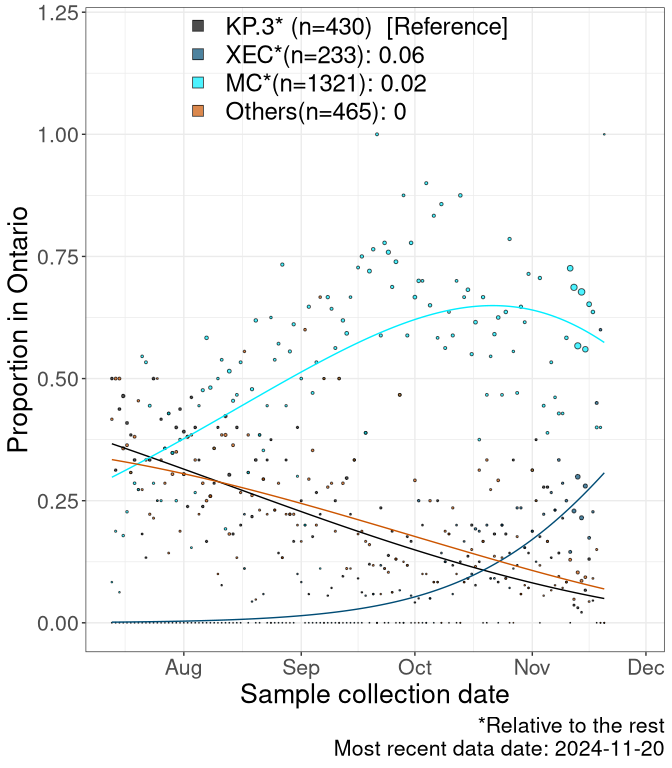 KP.3* (n=430)  [Reference]
XEC*(n=233): 0.06
MC*(n=1321): 0.02
Others(n=465): 0
Proportion in Ontario
1.25
1.00
0.75
0.50
0.25
0.00
Aug Sep Oct Nov Dec
Sample collection date
*Relative to the rest
Most recent data date: 2024-11-20